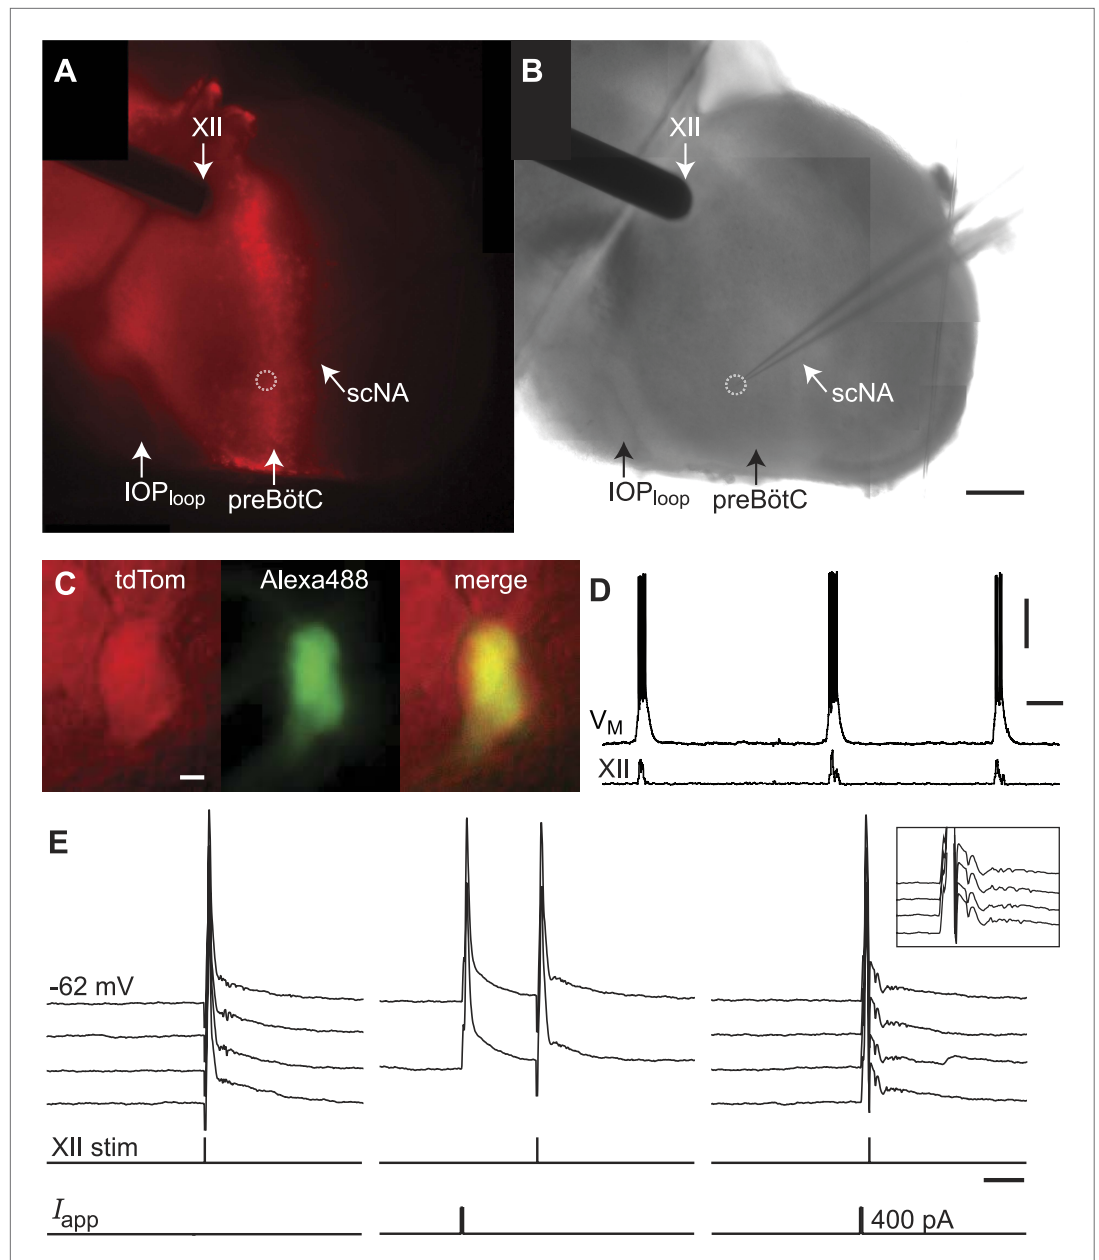 A
XII
scNA
IOPloop
preBötC
B
XII
scNA
IOPloop
preBötC
C
tdTom
Alexa488
merge
D
VM
XII
E
-62 mV
XII stim
Iapp
400 pA